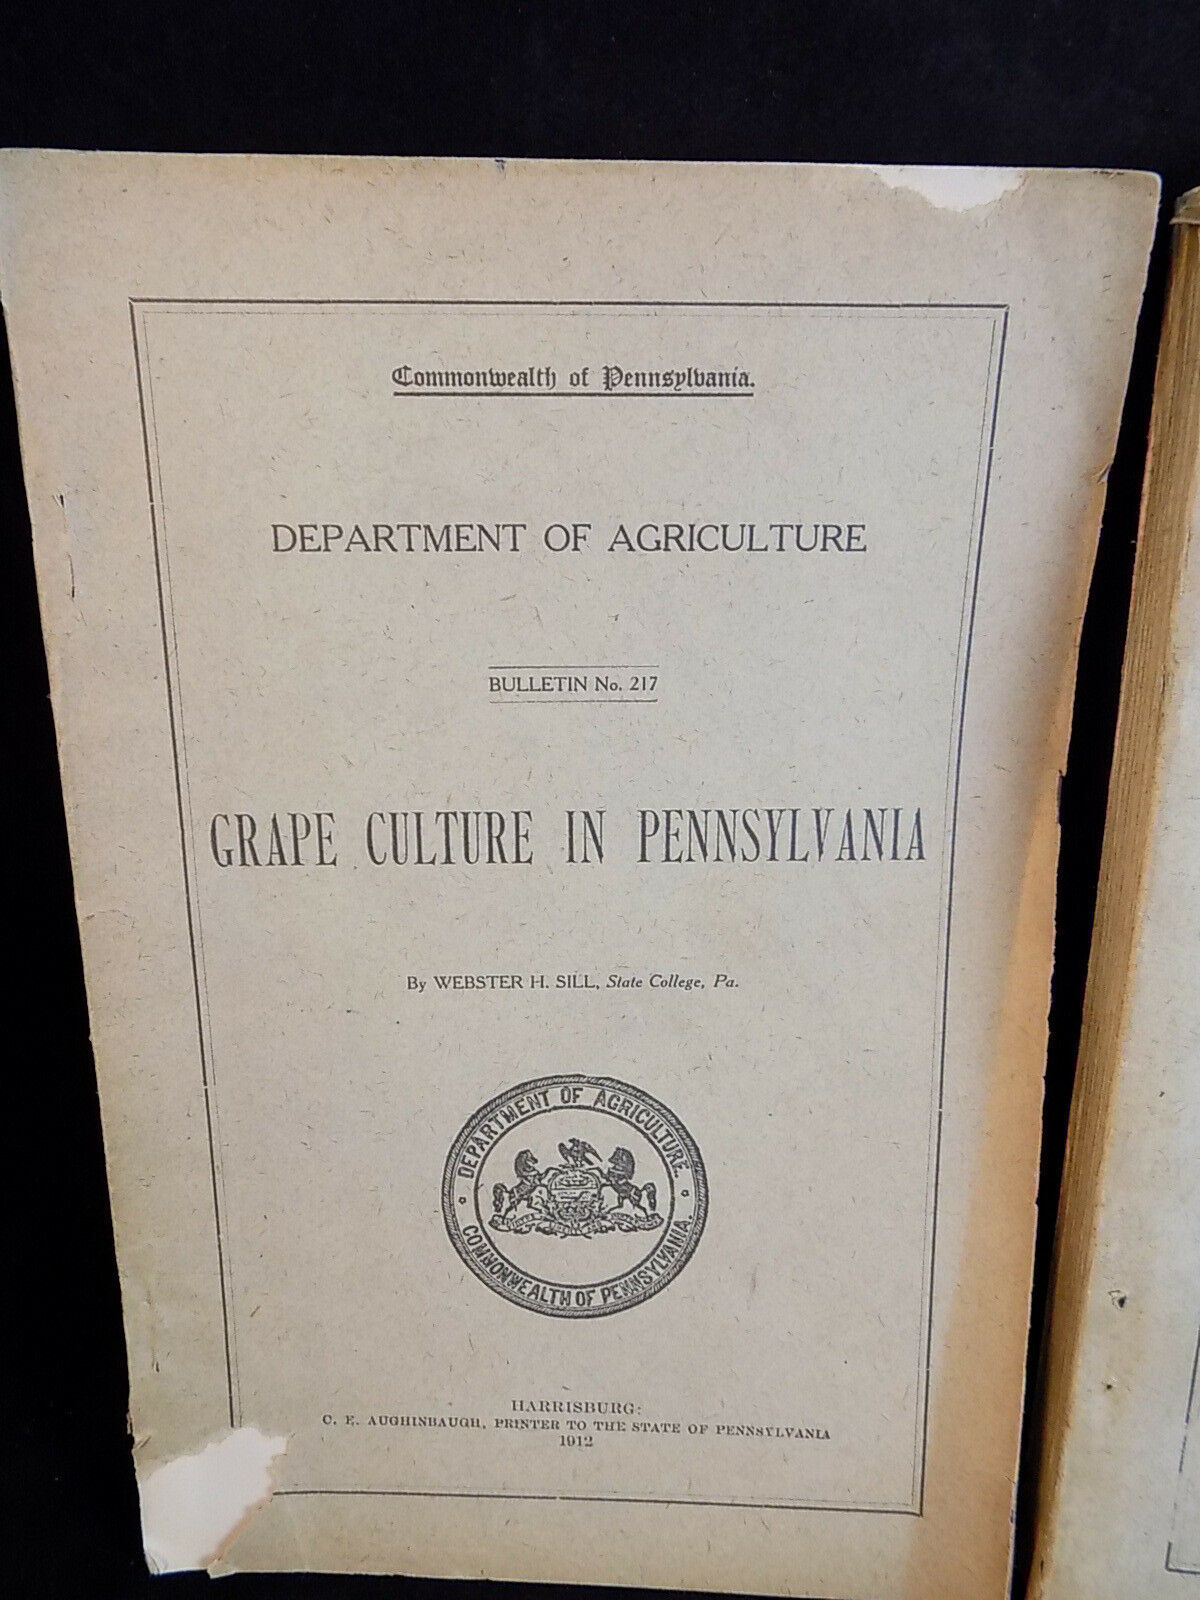 Commonwealth of Pennsylvania.
DEPARTMENT OF AGRICULTURE
BULLETIN No. 217
GRAPE CULTURE IN PENNSYLVANIA
By WEBSTER H. SILL, State College, Pa.
DEPARTMENT OF AGRICULTURE.
COMMONWEALTH OF PENNSYLVANIA.
HARRISBURG:
C. E. AUGHINBAUGH, PRINTER TO THE STATE OF PENNSYLVANIA
1912